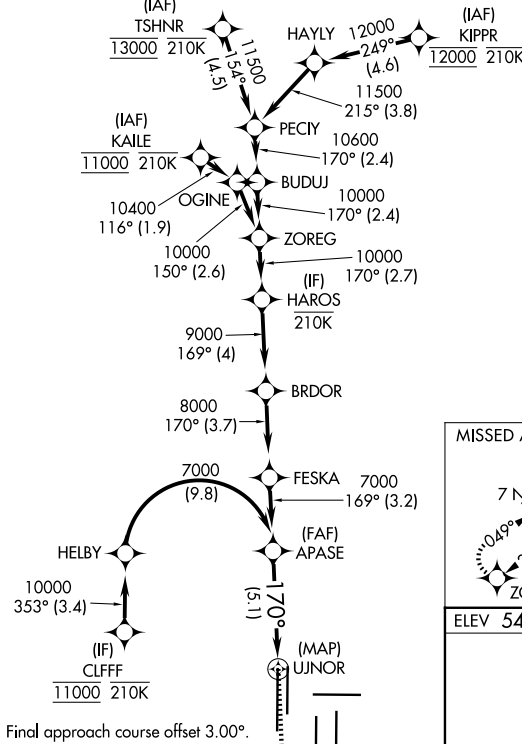 (IAF)
TSHNR
13000 210K
11500
154°
(4.5)
HAYLY
12000
249°
(4.6)
(IAF)
KIPPR
12000 210K
11500
215° (3.8)
PECIY
10600
170° (2.4)
(IAF)
KAILE
11000 210K
OGINE
BUDUJ
10400
116° (1.9)
10000
170° (2.4)
ZOREG
10000
150° (2.6)
10000
170° (2.7)
(IF)
HAROS
210K
9000
169° (4)
BRDOR
8000
170° (3.7)
FESKA
7000
(9.8)
7000
169° (3.2)
HELBY
(FAF)
APASE
10000
353° (3.4)
170°
(5.1)
(IF)
CLFFF
11000 210K
(MAP)
UJNOR
Final approach course offset 3.00°.
MISSED
7
049°
ELEV 54